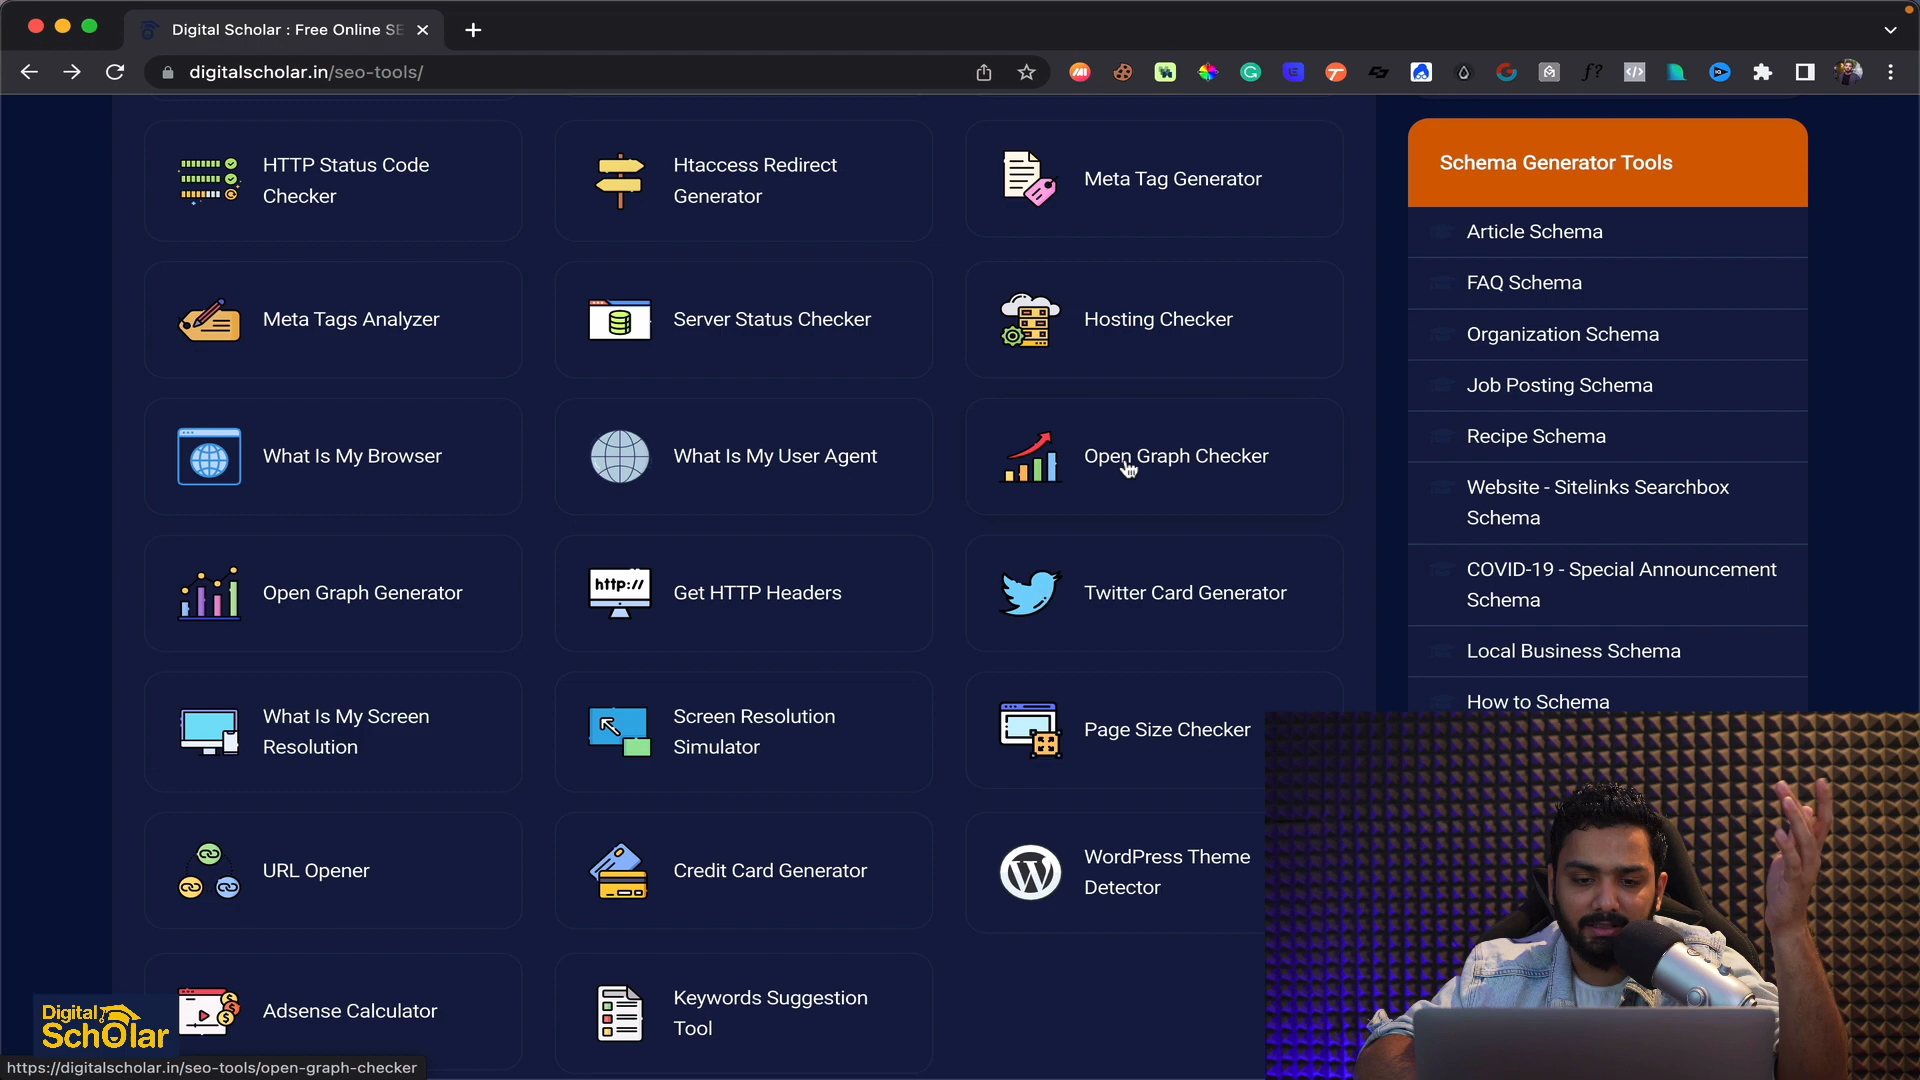 Digital Scholar : Free Online SE
digitalscholar.in/seo-tools/
HTTP Status Code
Checker
Htaccess Redirect
Generator
Meta Tag Generator
Meta Tags Analyzer
Server Status Checker
Hosting Checker
What Is My Browser
What Is My User Agent
Open Graph Checker
Open Graph Generator
http://
Get HTTP Headers
Twitter Card Generator
What Is My Screen
Resolution
Screen Resolution
Simulator
Page Size Checker
URL Opener
Credit Card Generator
WordPress Theme
Detector
Adsense Calculator
Keywords Suggestion
Tool
Schema Generator Tools
Article Schema
FAQ Schema
Organization Schema
Job Posting Schema
Recipe Schema
Website - Sitelinks Searchbox
Schema
COVID-19 - Special Announcement
Schema
Local Business Schema
How to Schema
Digital
SchOlar
https://digitalscholar.in/seo-tools/open-graph-checker